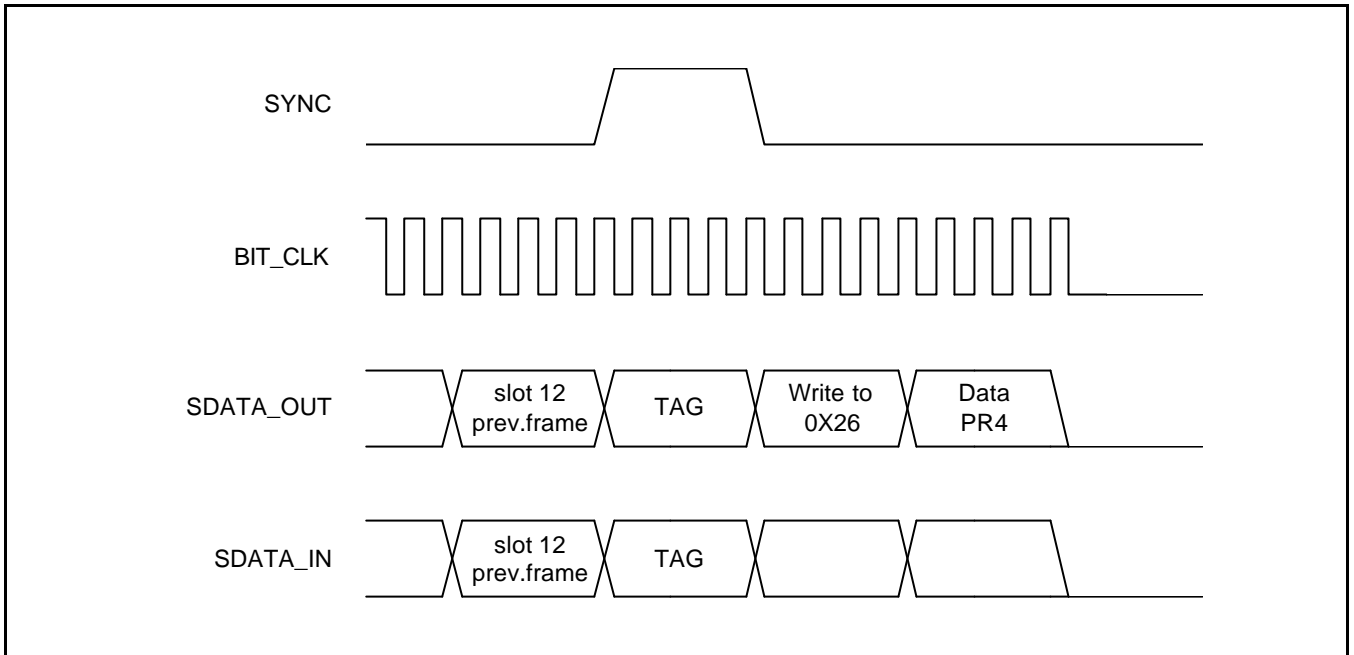 SYNC
BIT_CLK
SDATA_OUT
slot 12
prev.frame
TAG
Write to
0X26
Data
PR4
SDATA_IN
slot 12
prev.frame
TAG